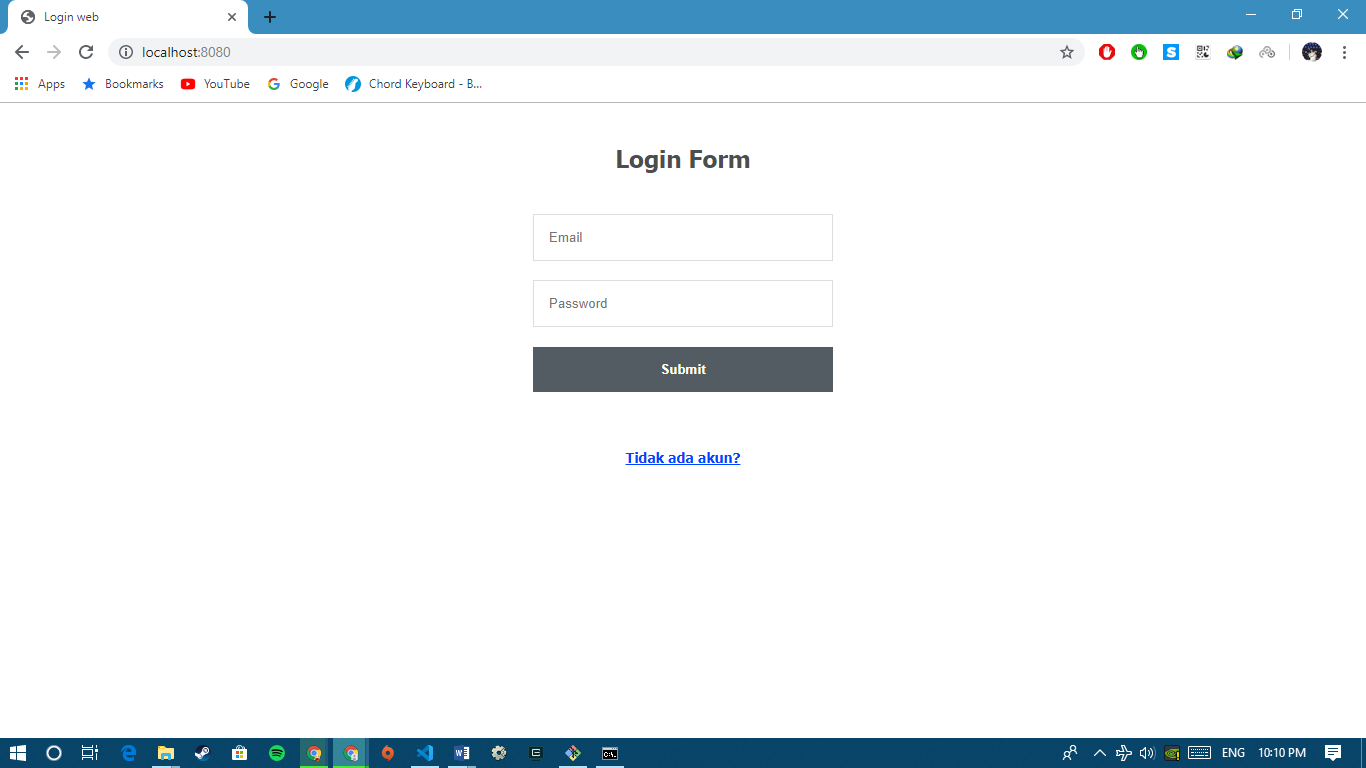 Login web
localhost:8080
Apps Bookmarks YouTube Google Chord Keyboard - B...
Login Form
Email
Password
Submit
Tidak ada akun?
ENG 10:10 PM